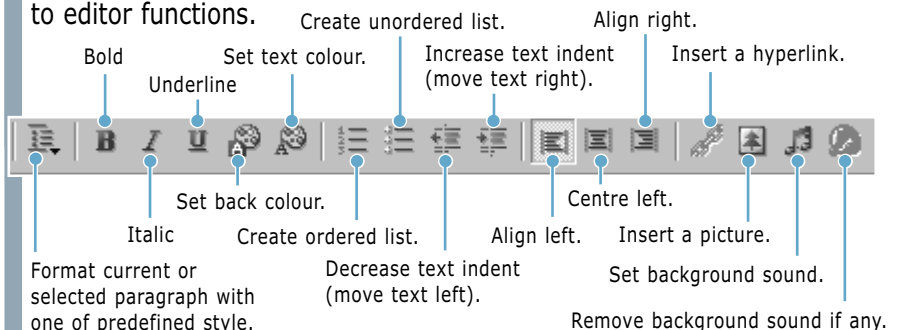 to editor functions.
Create unordered list.
Align right.
Bold
Set text colour.
Increase text indent
(move text right).
Insert a hyperlink.
Underline
B I U
Set back colour.
Centre left.
Italic
Create ordered list.
Align left.
Insert a picture.
Format current or
selected paragraph with
one of predefined style.
Decrease text indent
(move text left).
Set background sound.
Remove background sound if any.